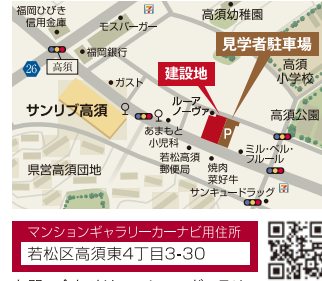 福岡ひびき
信用金庫
モスバーガー
高須幼稚園
見学者駐車場
福岡銀行
高須
26
高須
小学校
建設地
ガスト
サンリブ高須
ルーア
ノーヴァ
高須公園
P
あまもと
小児科
ミル・ベル・
フルール
若松高須
郵便局
焼肉
菜好牛
県営高須団地
サンキュードラッグ
マンションギャラリーカーナビ用住所
若松区高須東4丁目3-30